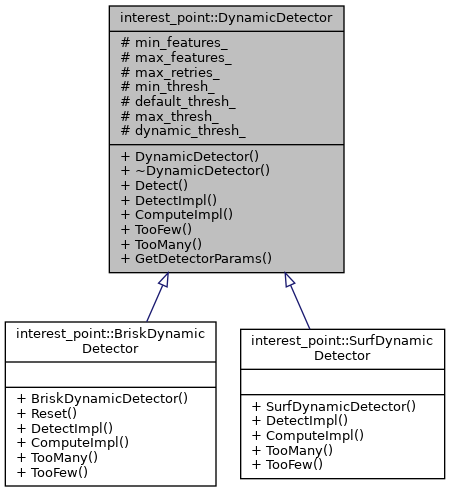 interest_point::DynamicDetector
# min_features_
# max_features_
# max_retries_
# min_thresh_
# default_thresh_
# max_thresh_
# dynamic_thresh_
+ DynamicDetector()
+ ~DynamicDetector()
+ Detect()
+ DetectImpl()
+ ComputeImpl()
+ TooFew()
+ TooMany()
+ GetDetectorParams()
interest_point::BriskDynamic
Detector
+ BriskDynamicDetector()
+ Reset()
+ DetectImpl()
+ ComputeImpl()
+ TooMany()
+ TooFew()
interest_point::SurfDynamic
Detector
+ SurfDynamicDetector()
+ DetectImpl()
+ ComputeImpl()
+ TooMany()
+ TooFew()